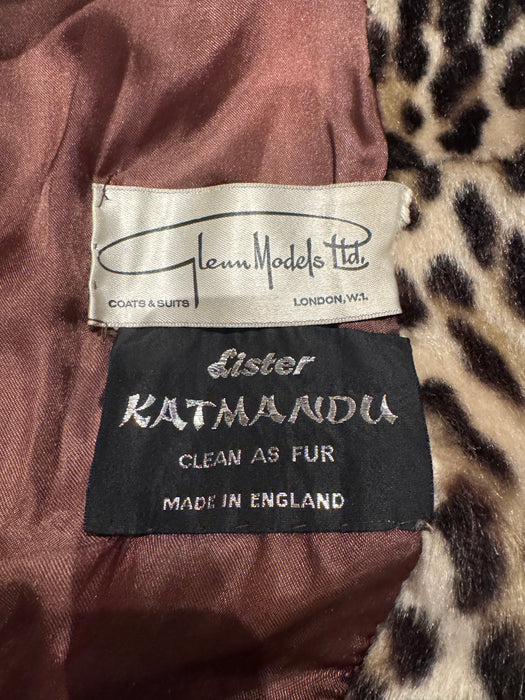 Glenn Models Ltd.
COATS & SUITS LONDON, W.1.
Lister
KATMANDU
CLEAN AS FUR
MADE IN ENGLAND